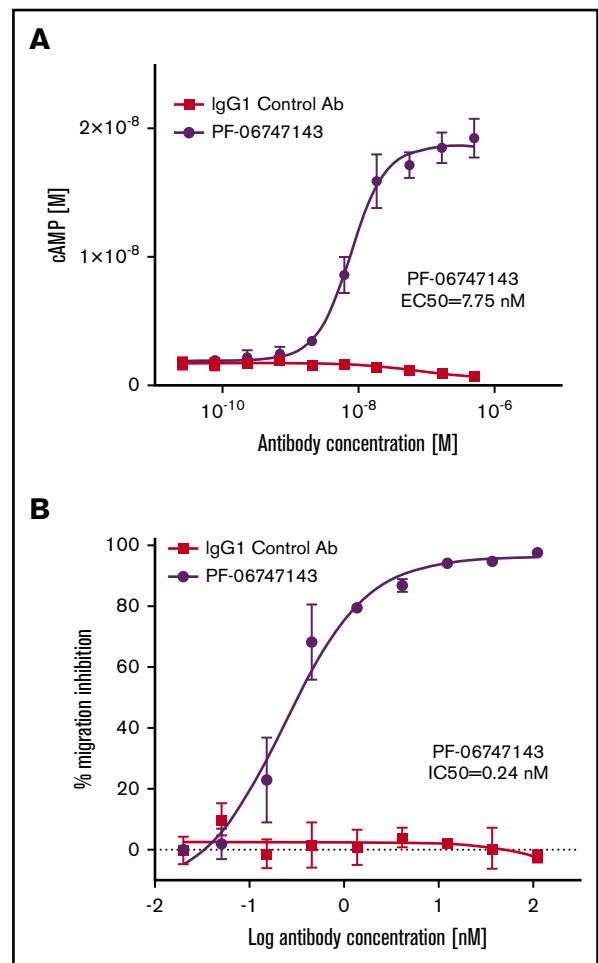 A
IgG1 Control Ab
PF-06747143
2×10⁻⁸
1×10⁻⁸
0
cAMP [M]
PF-06747143
EC50=7.75 nM
10⁻¹⁰
10⁻⁸
10⁻⁶
Antibody concentration [M]
B
IgG1 Control Ab
PF-06747143
100
80
60
40
20
0
% migration inhibition
PF-06747143
IC50=0.24 nM
-2
-1
0
1
2
Log antibody concentration [nM]